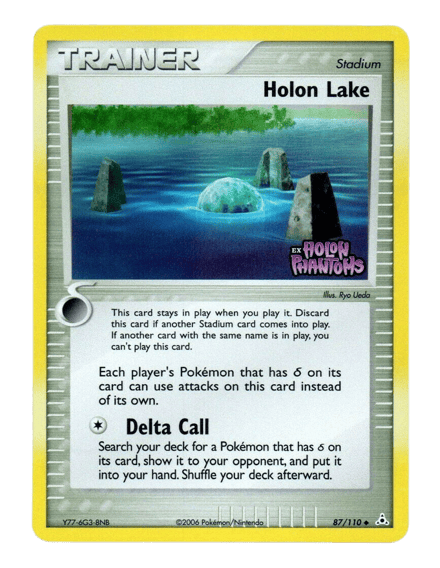 TRAINER
Stadium
Holon Lake
EX HOLON
PHANTOMS
Illus. Ryo Ueda
This card stays in play when you play it. Discard
this card if another Stadium card comes into play.
If another card with the same name is in play, you
can't play this card.
Each player's Pokémon that has δ on its
card can use attacks on this card instead
of its own.
Delta Call
Search your deck for a Pokémon that has δ on
its card, show it to your opponent, and put it
into your hand. Shuffle your deck afterward.
Y77-6G3-8NB
©2006 Pokémon/Nintendo
87/110